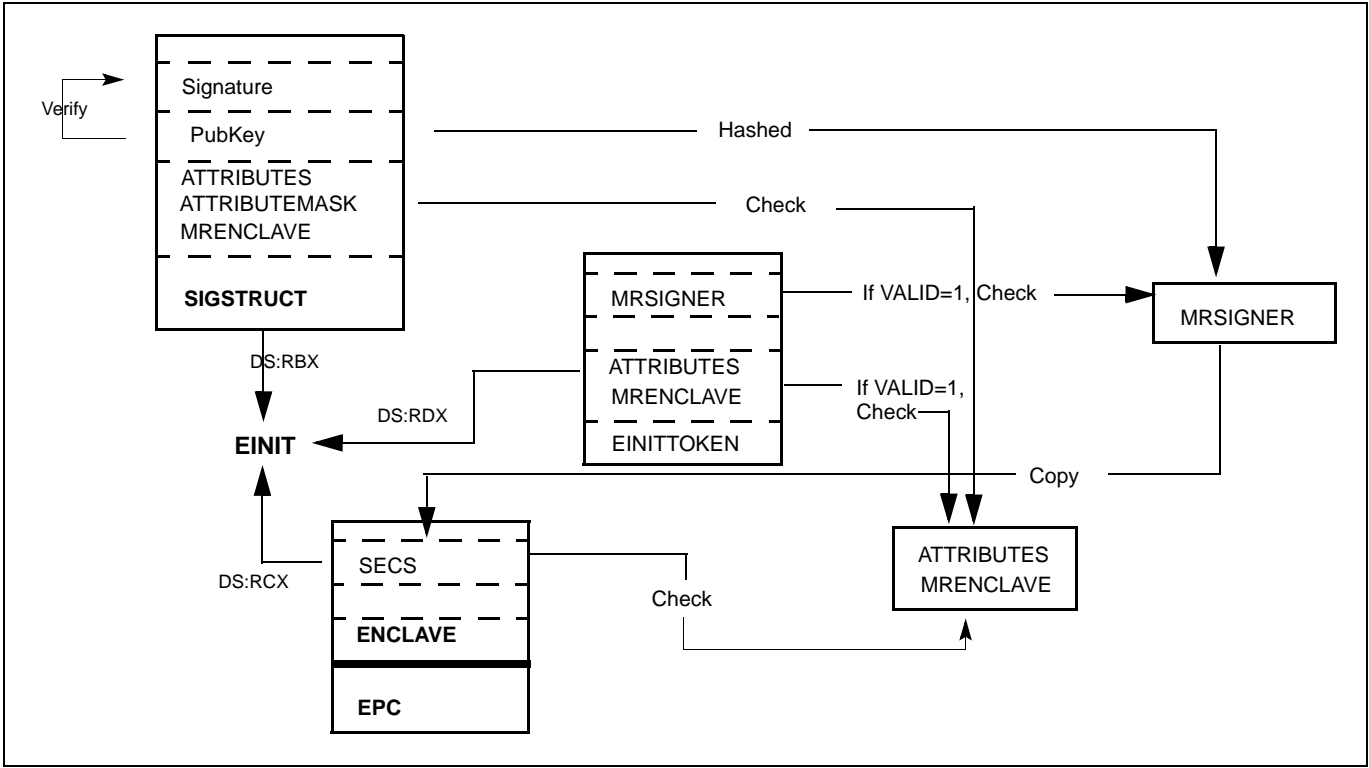 Signature
Verify
PubKey
Hashed
ATTRIBUTES
ATTRIBUTEMASK
MRENCLAVE
Check
SIGSTRUCT
MRSIGNER
If VALID=1, Check
MRSIGNER
DS:RBX
ATTRIBUTES
MRENCLAVE
If VALID=1,
Check
DS:RDX
EINIT
EINITTOKEN
Copy
SECS
DS:RCX
ATTRIBUTES
MRENCLAVE
Check
ENCLAVE
EPC